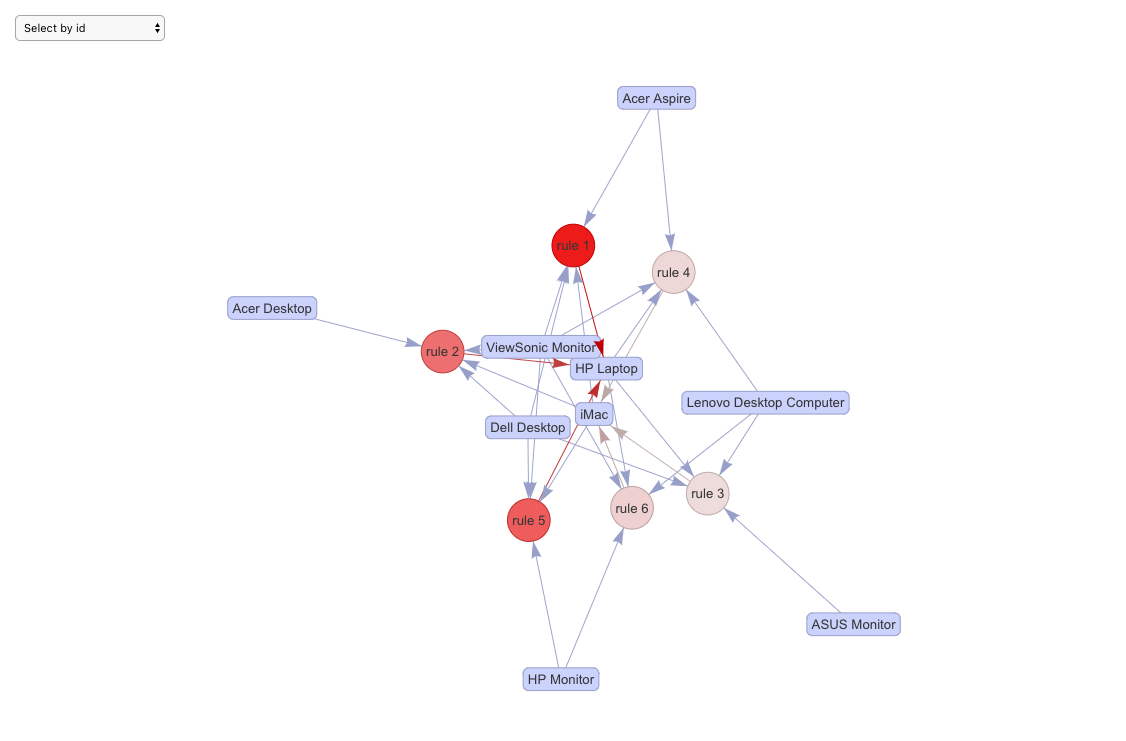 Select by id
Acer Aspire
rule 1
rule 4
Acer Desktop
rule 2
ViewSonic Monitor
HP Laptop
Lenovo Desktop Computer
iMac
Dell Desktop
rule 3
rule 6
rule 5
ASUS Monitor
HP Monitor